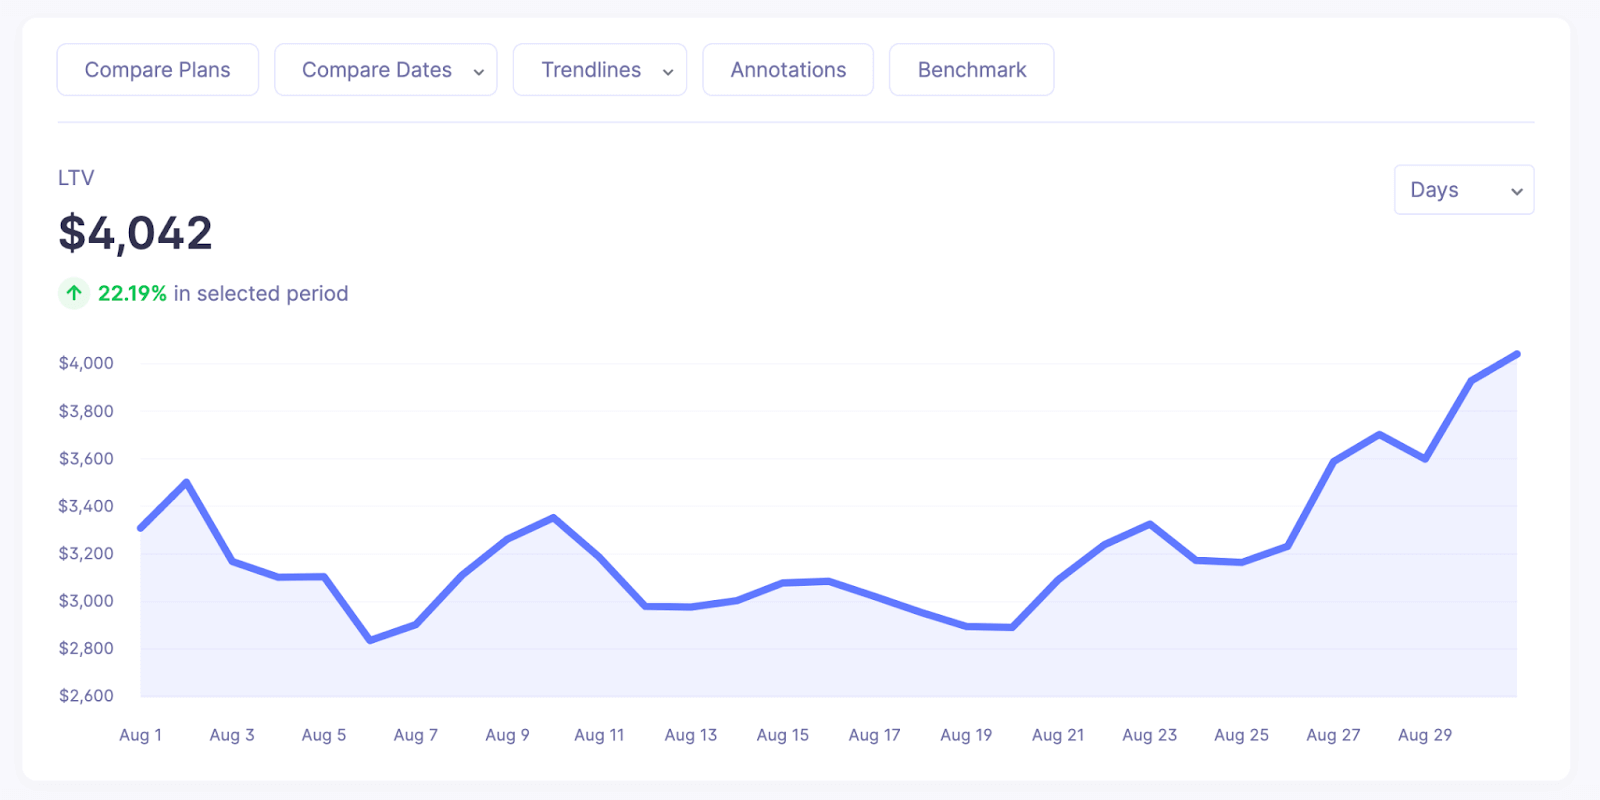 Compare Plans Compare Dates Trendlines Annotations Benchmark
LTV
Days
$4,042
22.19% in selected period
$4,000
$3,800
$3,600
$3,400
$3,200
$3,000
$2,800
$2,600
Aug 1 Aug 3 Aug 5 Aug 7 Aug 9 Aug 11 Aug 13 Aug 15 Aug 17 Aug 19 Aug 21 Aug 23 Aug 25 Aug 27 Aug 29